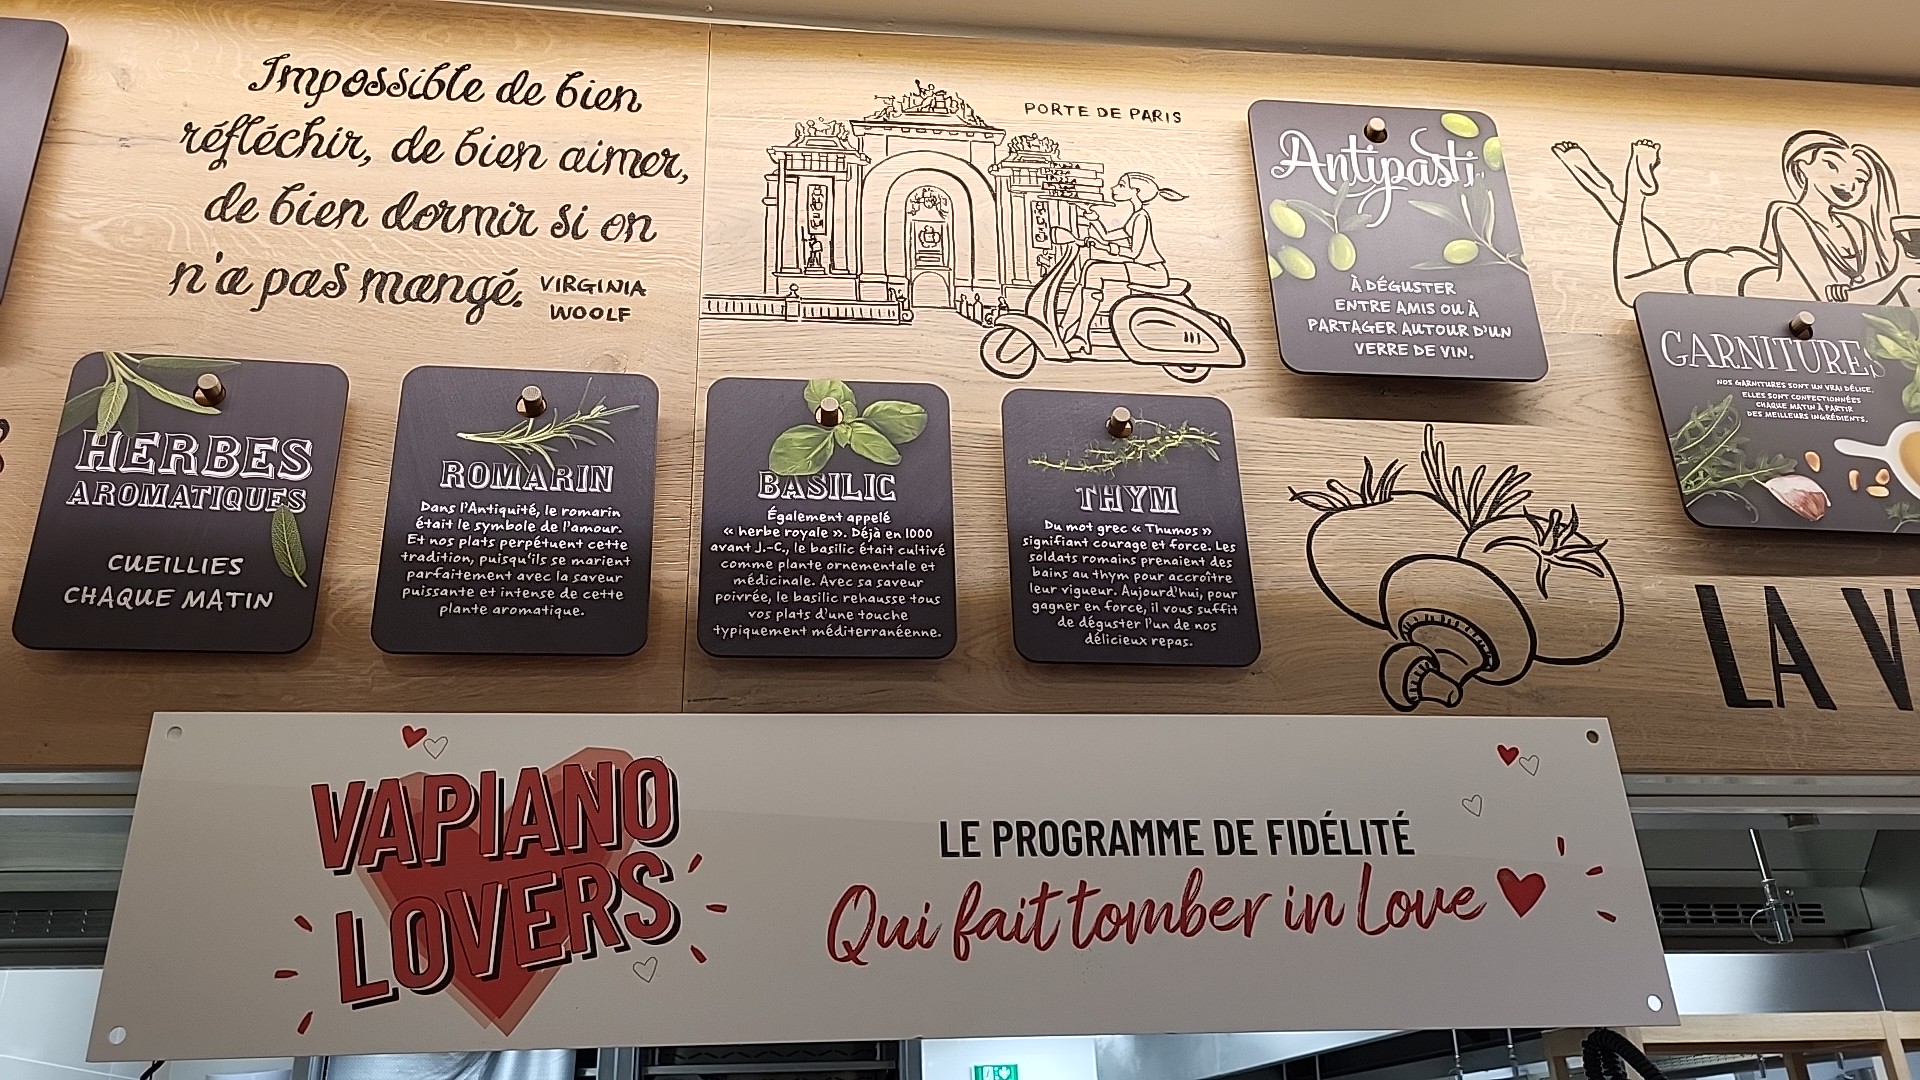 Impossible de bien
réfléchir, de bien aimer,
de bien dormir si on
n'a pas mangé.
VIRGINIA
WOOLF
PORTE DE PARIS
Antipasti
À DÉGUSTER
ENTRE AMIS OU À
PARTAGER AUTOUR D'UN
VERRE DE VIN.
GARNITURES
NOS GARNITURES SONT UN VRAI DÉLICE,
ELLES SONT CONFECTIONNÉES
CHAQUE MATIN À PARTIR
DES MEILLEURS INGRÉDIENTS.
HERBES
AROMATIQUES
CUEILLIES
CHAQUE MATIN
ROMARIN
Dans l'Antiquité, le romarin
était le symbole de l'amour.
Et nos plats perpétuent cette
tradition, puisqu'ils se marient
parfaitement avec la saveur
puissante et intense de cette
plante aromatique.
BASILIC
Également appelé
« herbe royale ». Déjà en 1000
avant J.-C., le basilic était cultivé
comme plante ornementale et
médicinale. Avec sa saveur
poivrée, le basilic rehausse tous
vos plats d'une touche
typiquement méditerranéenne.
THYM
Du mot grec « Thumos »
signifiant courage et force. Les
soldats romains prenaient des
bains au thym pour accroître
leur vigueur. Aujourd'hui, pour
gagner en force, il vous suffit
de déguster l'un de nos
délicieux repas.
LA V
VAPIANO
LOVERS
LE PROGRAMME DE FIDÉLITÉ
Qui fait tomber in Love